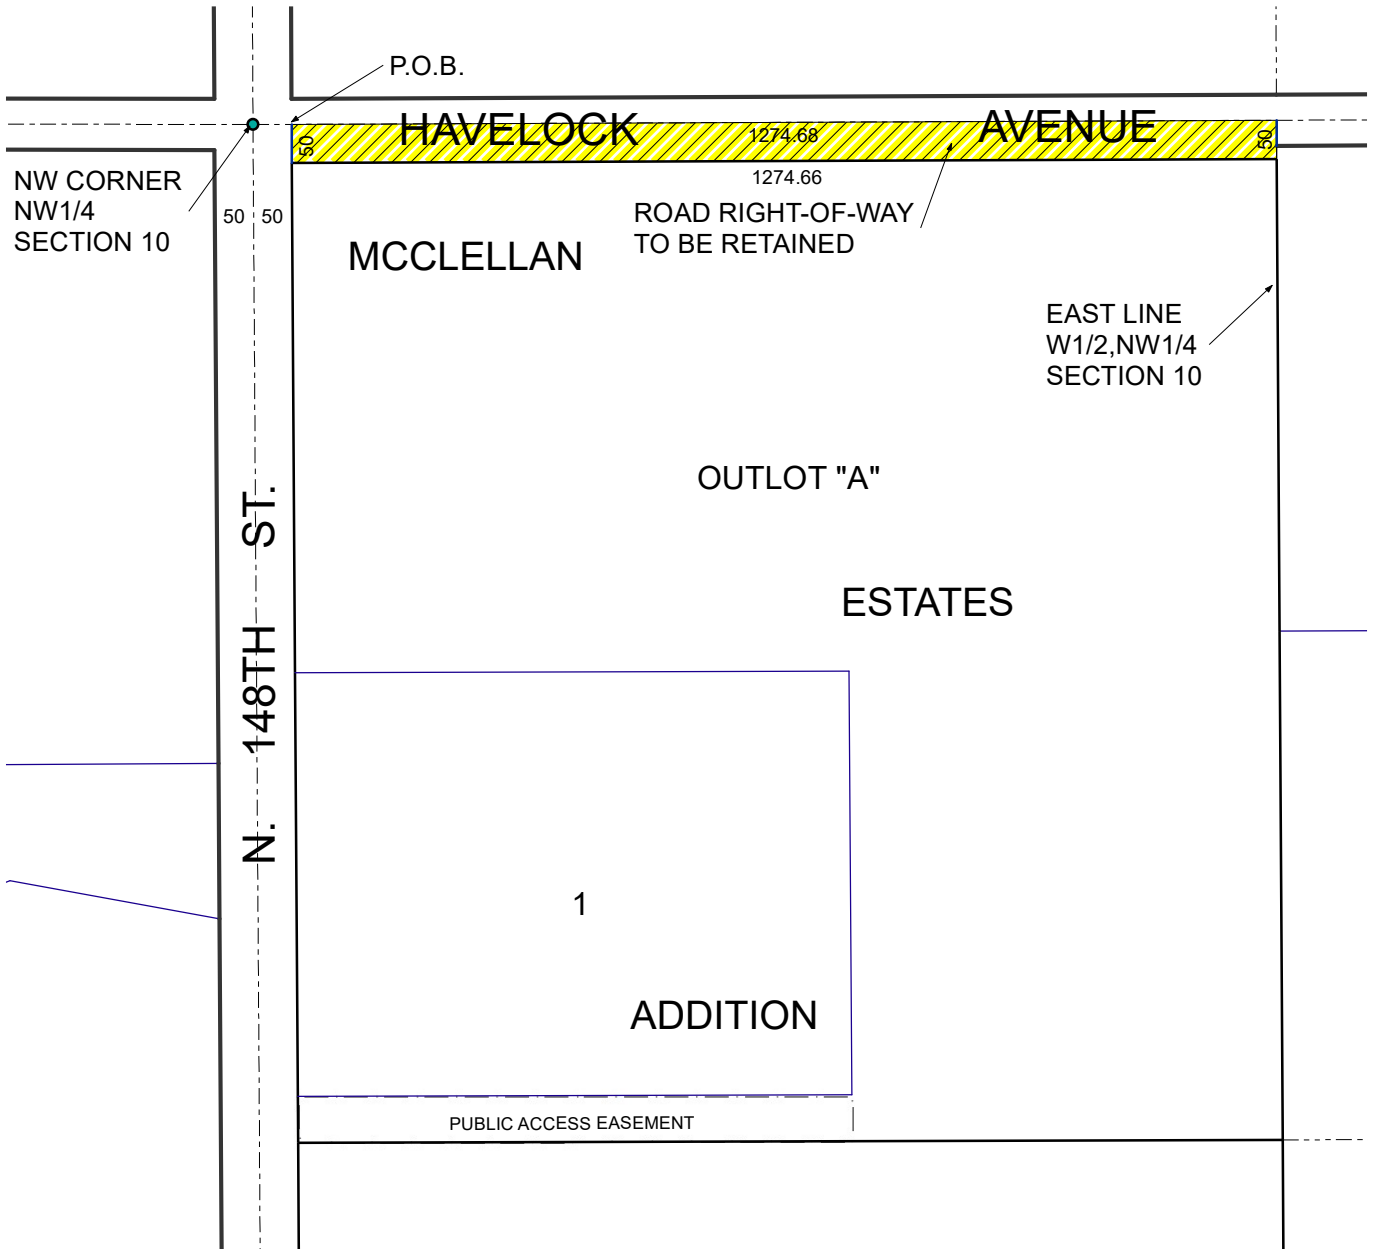 P.O.B.
HAVELOCK AVENUE
50
1274.68
50
1274.66
NW CORNER
NW1/4
SECTION 10
50 50
ROAD RIGHT-OF-WAY
TO BE RETAINED
MCCLELLAN
EAST LINE
W1/2,NW1/4
SECTION 10
OUTLOT "A"
ESTATES
N. 148TH ST.
1
ADDITION
PUBLIC ACCESS EASEMENT